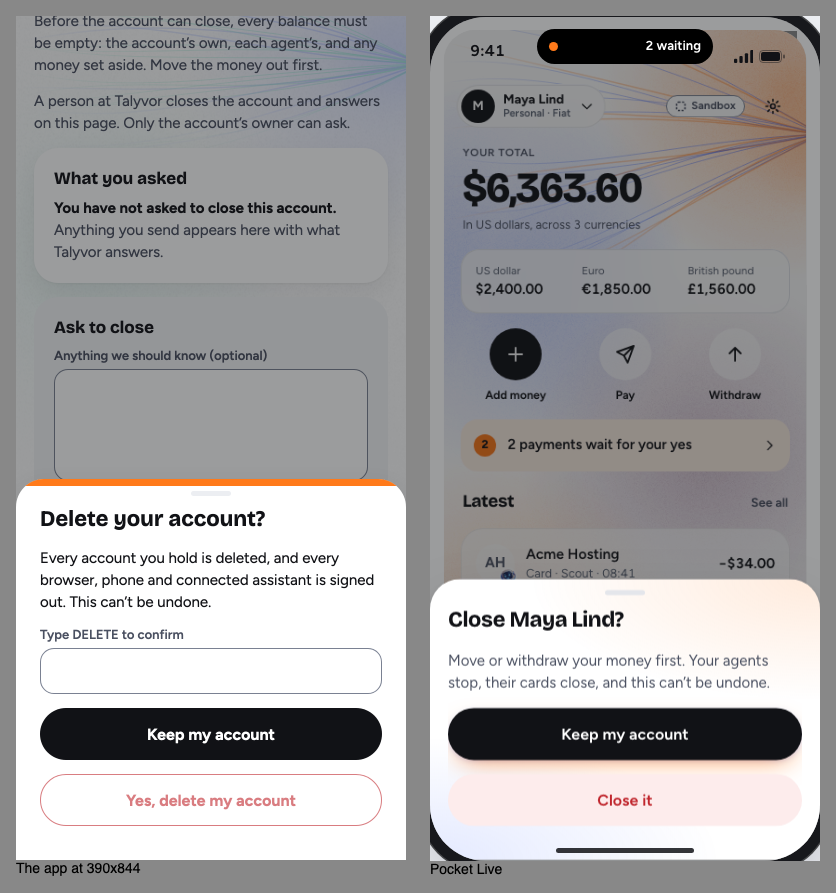 Before the account can close, every balance must
be empty: the account’s own, each agent’s, and any
money set aside. Move the money out first.
A person at Talyvor closes the account and answers
on this page. Only the account’s owner can ask.
What you asked
You have not asked to close this account.
Anything you send appears here with what
Talyvor answers.
Ask to close
Anything we should know (optional)
Delete your account?
Every account you hold is deleted, and every
browser, phone and connected assistant is signed
out. This can’t be undone.
Type DELETE to confirm
Keep my account
Yes, delete my account
The app at 390x844
9:41
2 waiting
M
Maya Lind
Personal · Fiat
Sandbox
YOUR TOTAL
$6,363.60
In US dollars, across 3 currencies
US dollar
$2,400.00
Euro
€1,850.00
British pound
£1,560.00
Add money
Pay
Withdraw
2
2 payments wait for your yes
Latest
See all
AH
Acme Hosting
Card · Scout · 08:41
-$34.00
Close Maya Lind?
Move or withdraw your money first. Your agents
stop, their cards close, and this can’t be undone.
Keep my account
Close it
Pocket Live